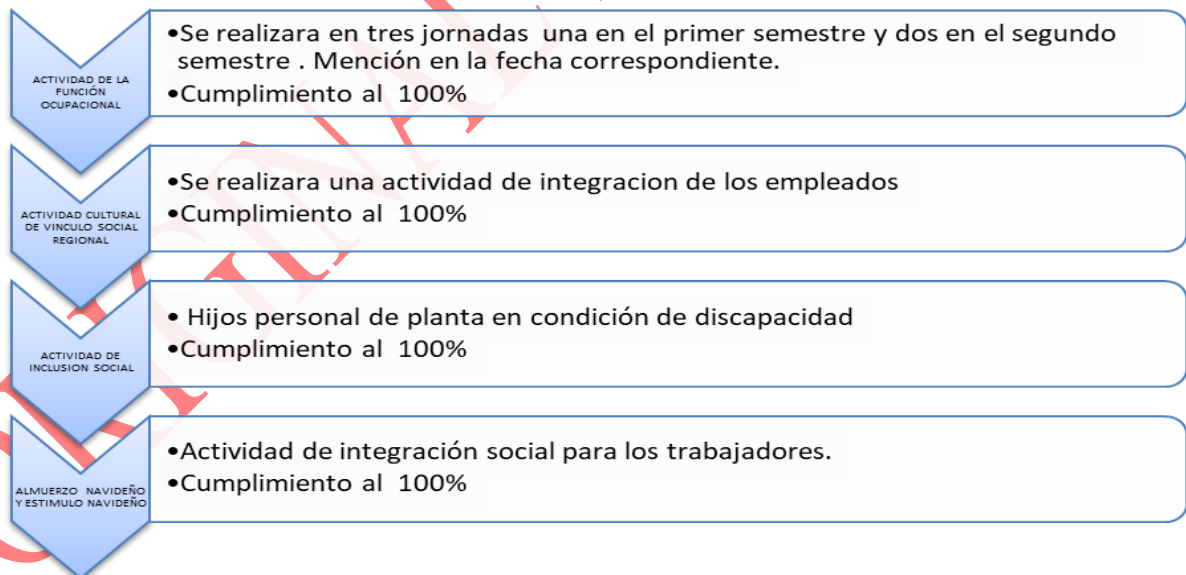 ACTIVIDAD DE LA
FUNCIÓN
OCUPACIONAL
•Se realizara en tres jornadas una en el primer semestre y dos en el segundo
semestre . Mención en la fecha correspondiente.
•Cumplimiento al 100%
ACTIVIDAD CULTURAL
DE VINCULO SOCIAL
REGIONAL
•Se realizara una actividad de integracion de los empleados
•Cumplimiento al 100%
ACTIVIDAD DE
INCLUSION SOCIAL
• Hijos personal de planta en condición de discapacidad
•Cumplimiento al 100%
ALMUERZO NAVIDEÑO
Y ESTIMULO NAVIDEÑO
•Actividad de integración social para los trabajadores.
•Cumplimiento al 100%